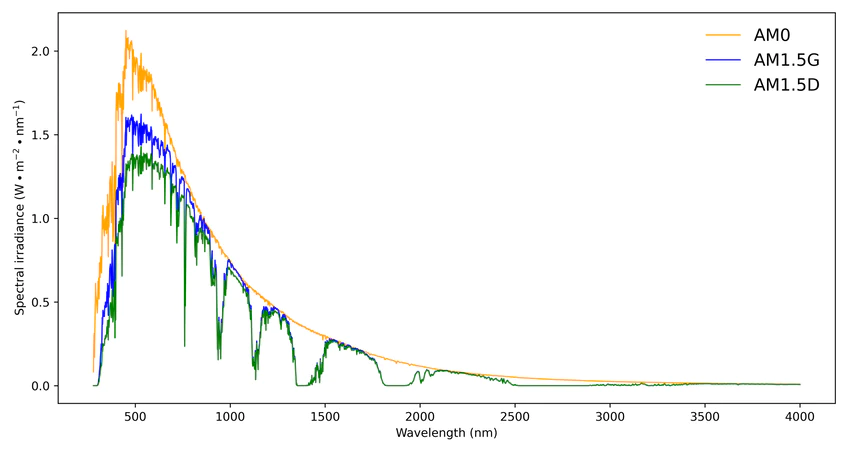 AM0
AM1.5G
AM1.5D
Spectral irradiance (W • m⁻² • nm⁻¹)
2.0
1.5
1.0
0.5
0.0
500 1000 1500 2000 2500 3000 3500 4000
Wavelength (nm)